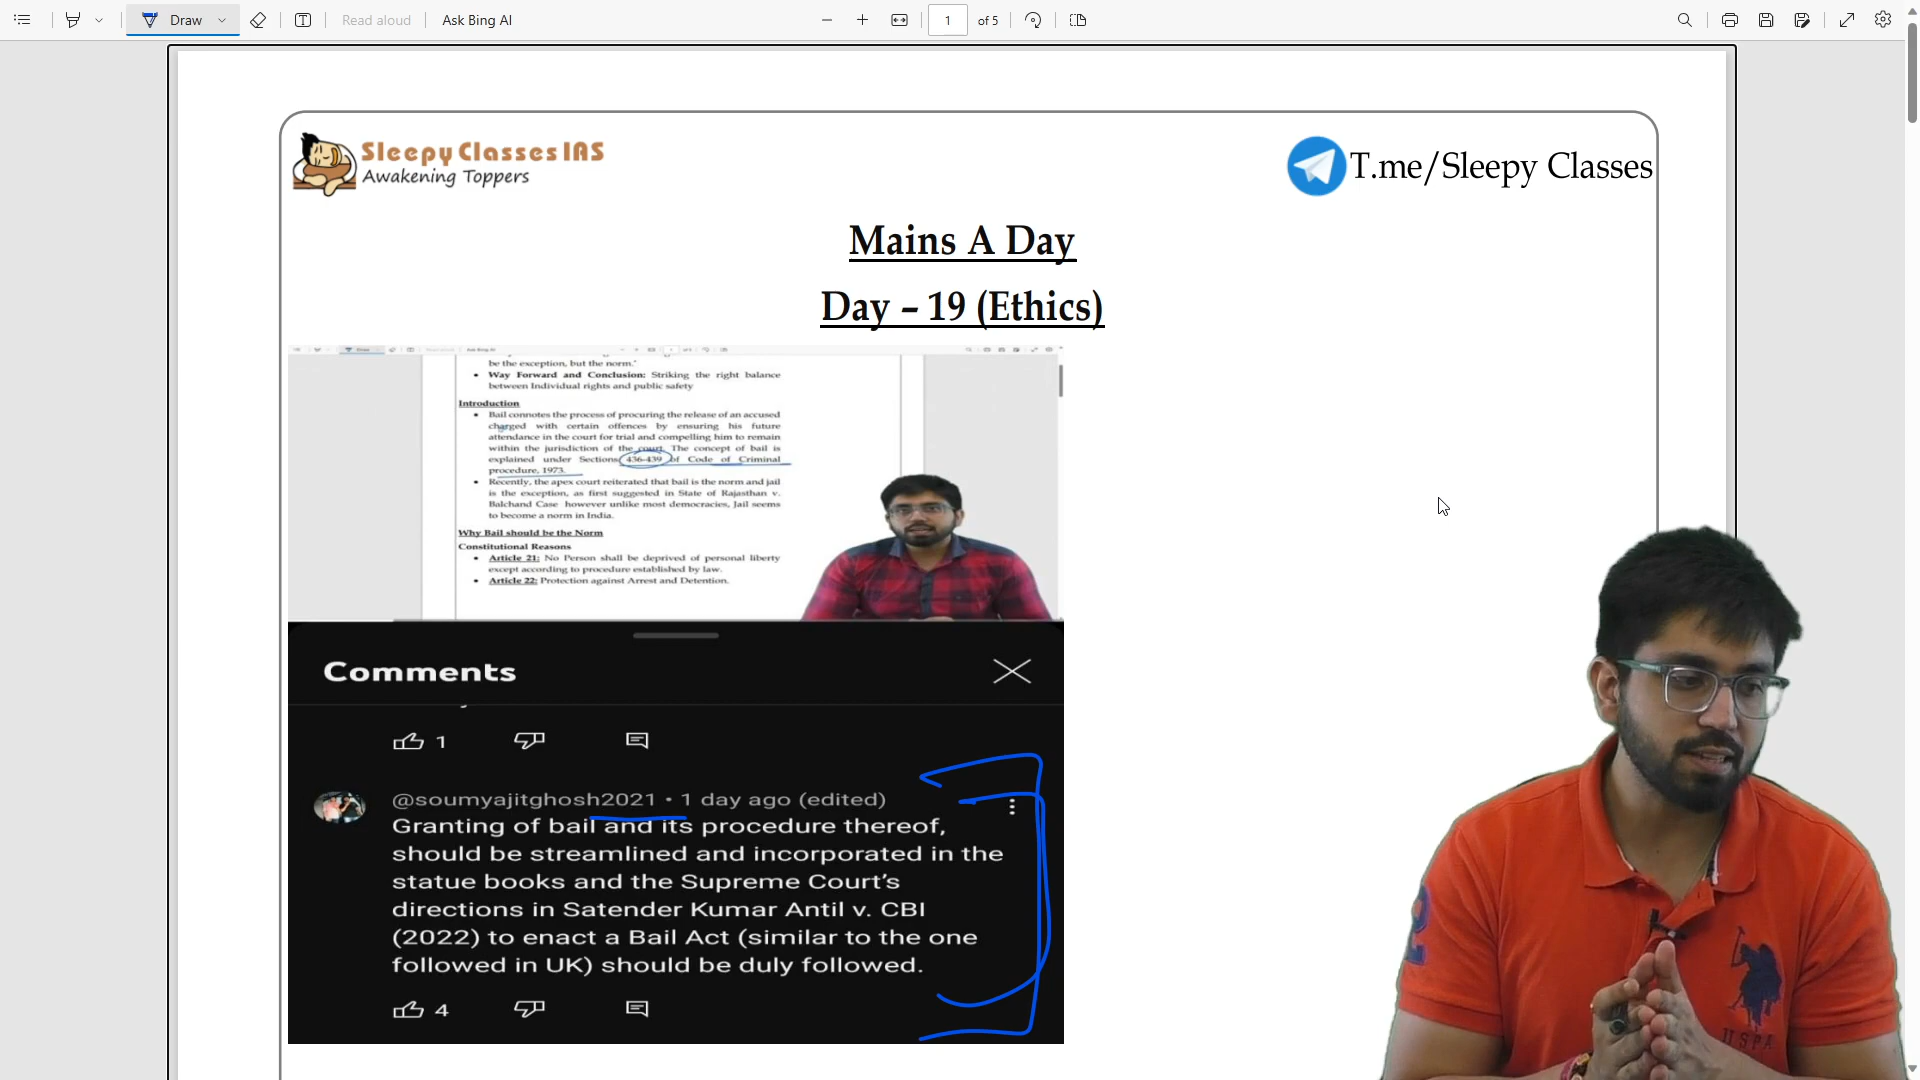 Draw
Read aloud
Ask Bing AI
1
of 5
Sleepy Classes IAS
Awakening Toppers
T.me/Sleepy Classes
Mains A Day
Day – 19 (Ethics)
be the exception, but the norm.'
• Way Forward and Conclusion: Striking the right balance
between Individual rights and public safety
Introduction
• Bail connotes the process of procuring the release of an accused
charged with certain offences by ensuring his future
attendance in the court for trial and compelling him to remain
within the jurisdiction of the court. The concept of bail is
explained under Sections 436-439 of Code of Criminal
procedure, 1973.
• Recently, the apex court reiterated that bail is the norm and jail
is the exception, as first suggested in State of Rajasthan v.
Balchand Case however unlike most democracies, Jail seems
to become a norm in India.
Why Bail should be the Norm
Constitutional Reasons
• Article 21: No Person shall be deprived of personal liberty
except according to procedure established by law.
• Article 22: Protection against Arrest and Detention.
Comments
1
@soumyajitghosh2021 • 1 day ago (edited)
Granting of bail and its procedure thereof,
should be streamlined and incorporated in the
statue books and the Supreme Court's
directions in Satender Kumar Antil v. CBI
(2022) to enact a Bail Act (similar to the one
followed in UK) should be duly followed.
4
2
USPA